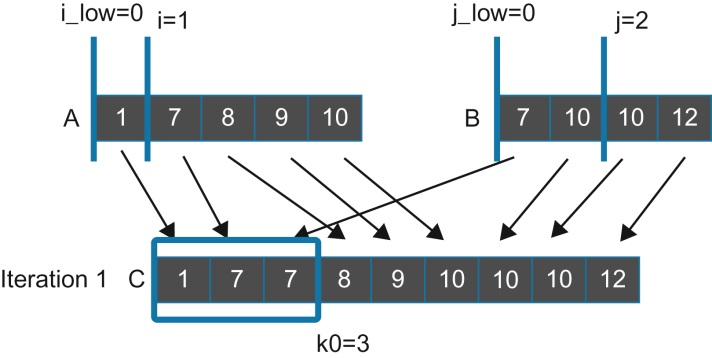 i_low=0 i=1 j_low=0 j=2
A 1 7 8 9 10 B 7 10 10 12
Iteration 1 C 1 7 7 8 9 10 10 10 12
k0=3